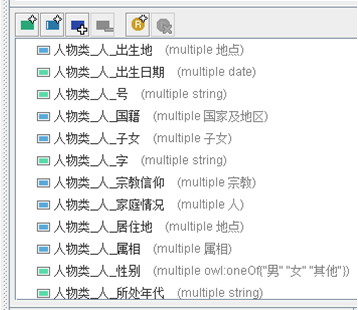 人物类_人_出生地 (multiple 地点)
人物类_人_出生日期 (multiple date)
人物类_人_号 (multiple string)
人物类_人_国籍 (multiple 国家及地区)
人物类_人_子女 (multiple 子女)
人物类_人_字 (multiple string)
人物类_人_宗教信仰 (multiple 宗教)
人物类_人_家庭情况 (multiple 人)
人物类_人_居住地 (multiple 地点)
人物类_人_属相 (multiple 属相)
人物类_人_性别 (multiple owl:oneOf{"男" "女" "其他"})
人物类_人_所处年代 (multiple string)